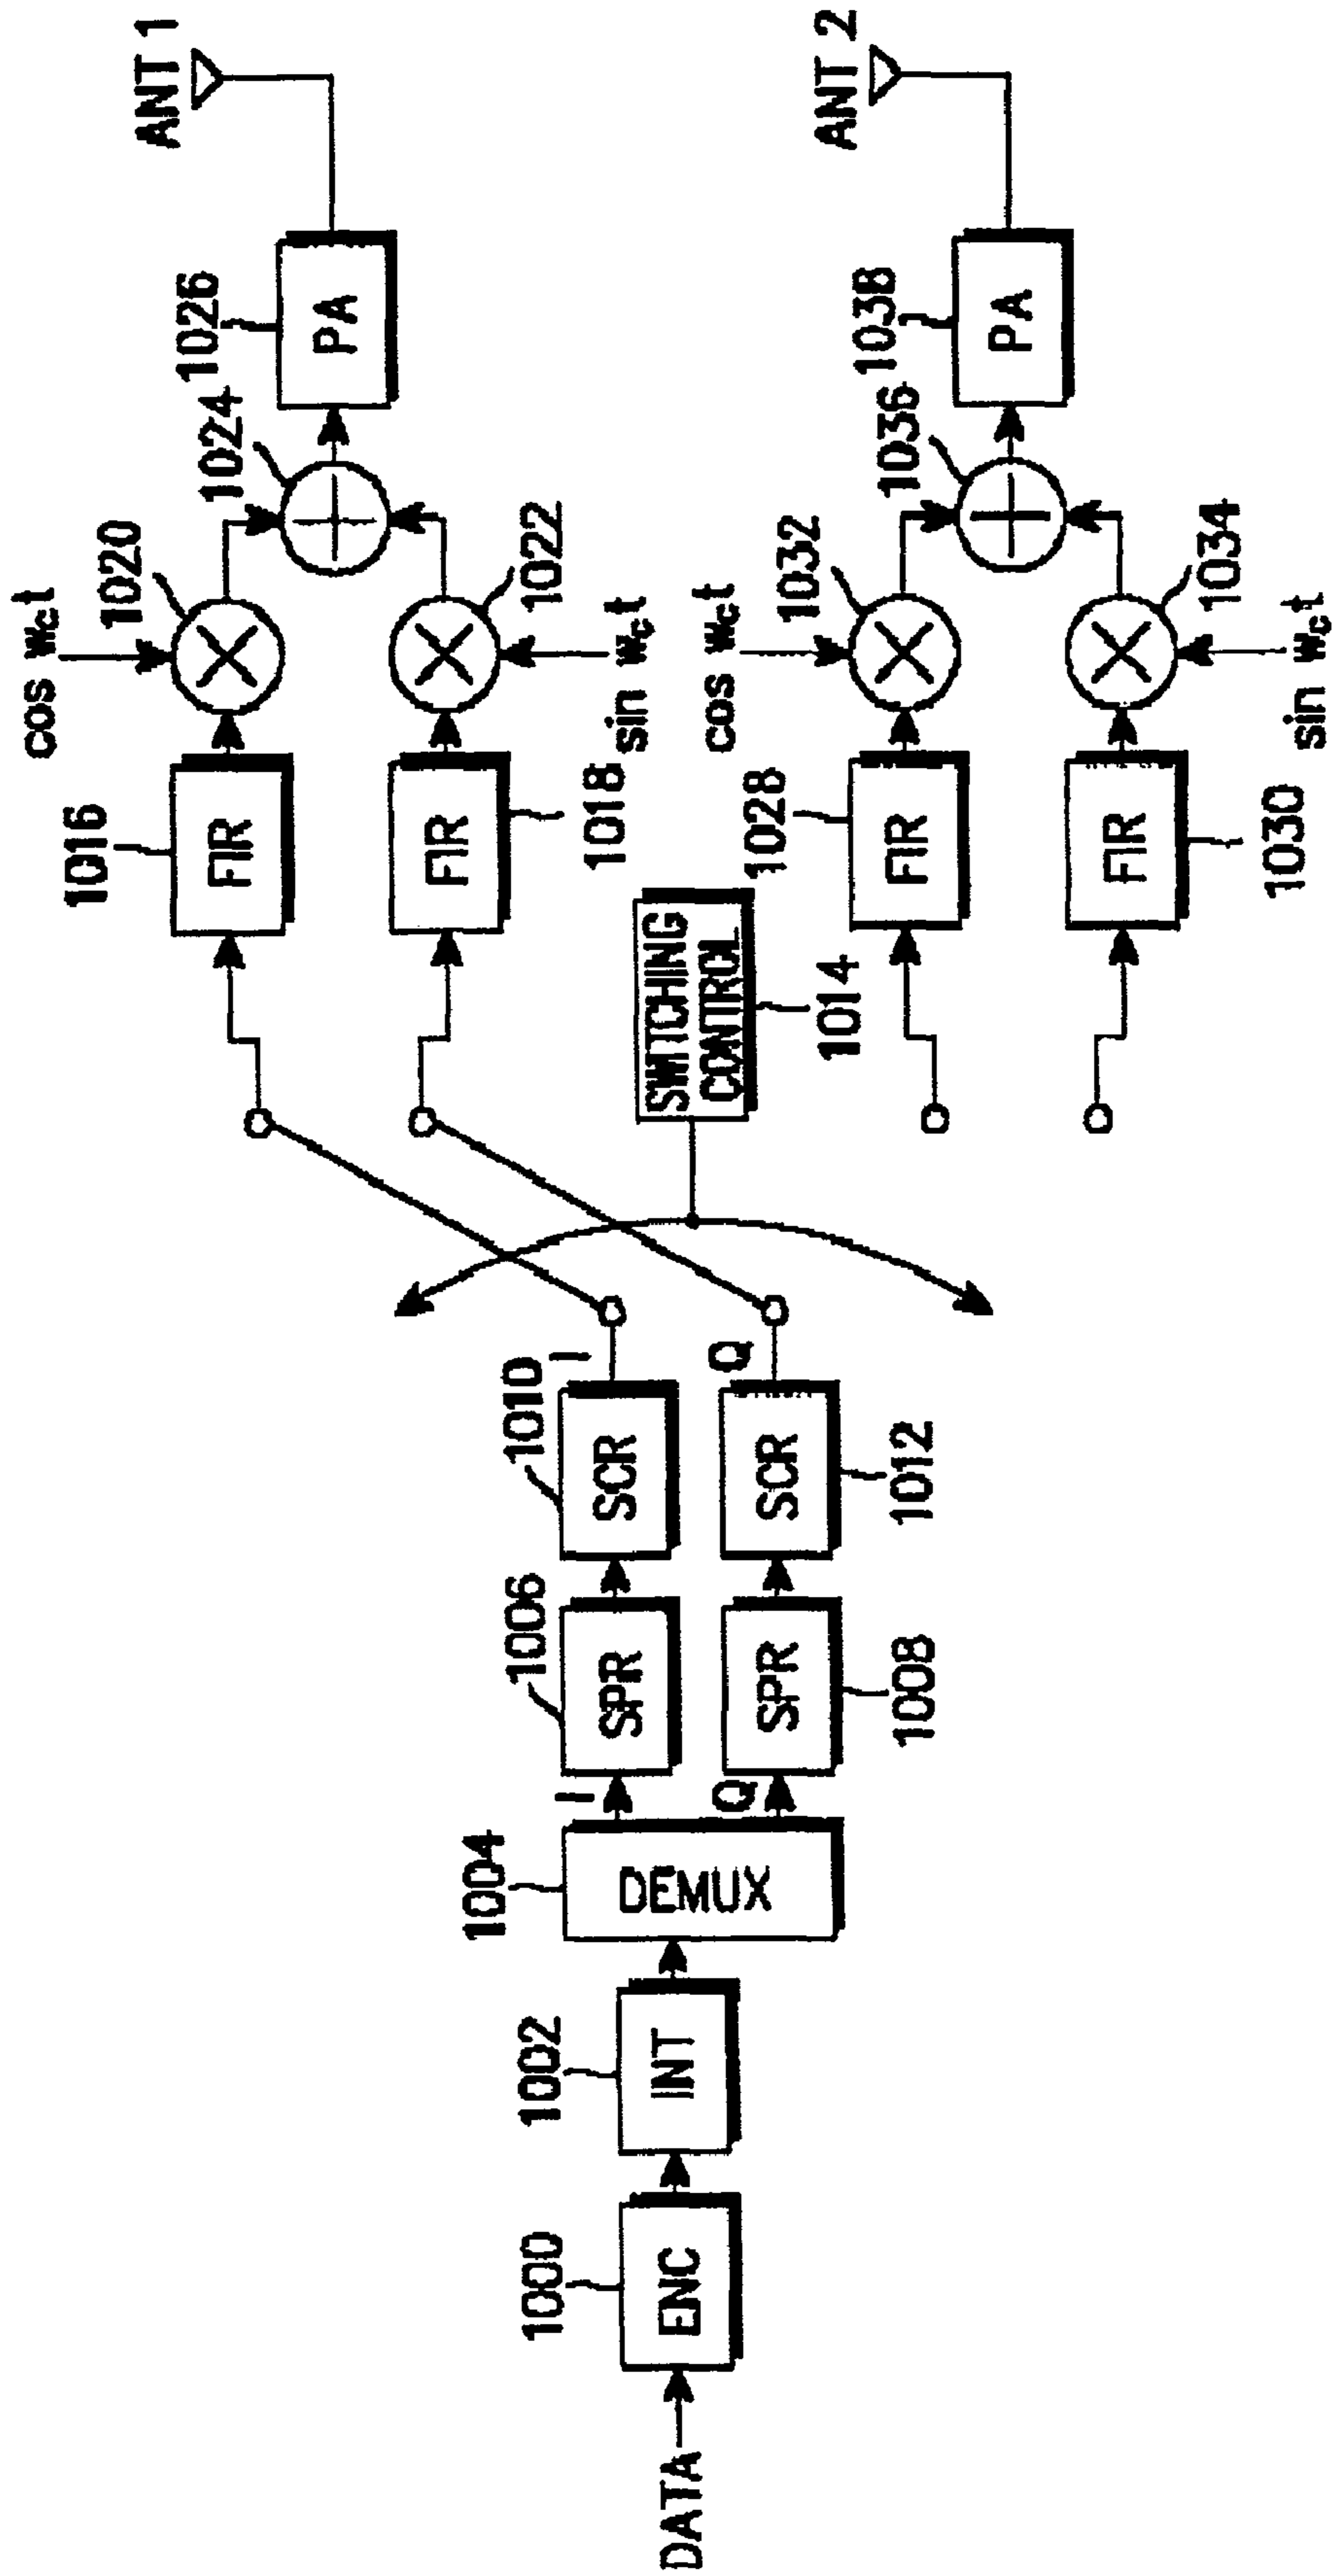 DATA
1000
ENC
1002
INT
1004
DEMUX
I
Q
1006
SPR
1008
SPR
1010
SCR
1012
SCR
I
Q
SWITCHING
CONTROL
1014
1016
FIR
FIR
1018
cos wct
1020
1022
sin wct
1024
1026
PA
ANT 1
1028
FIR
FIR
1030
cos wct
1032
1034
sin wct
1036
1038
PA
ANT 2